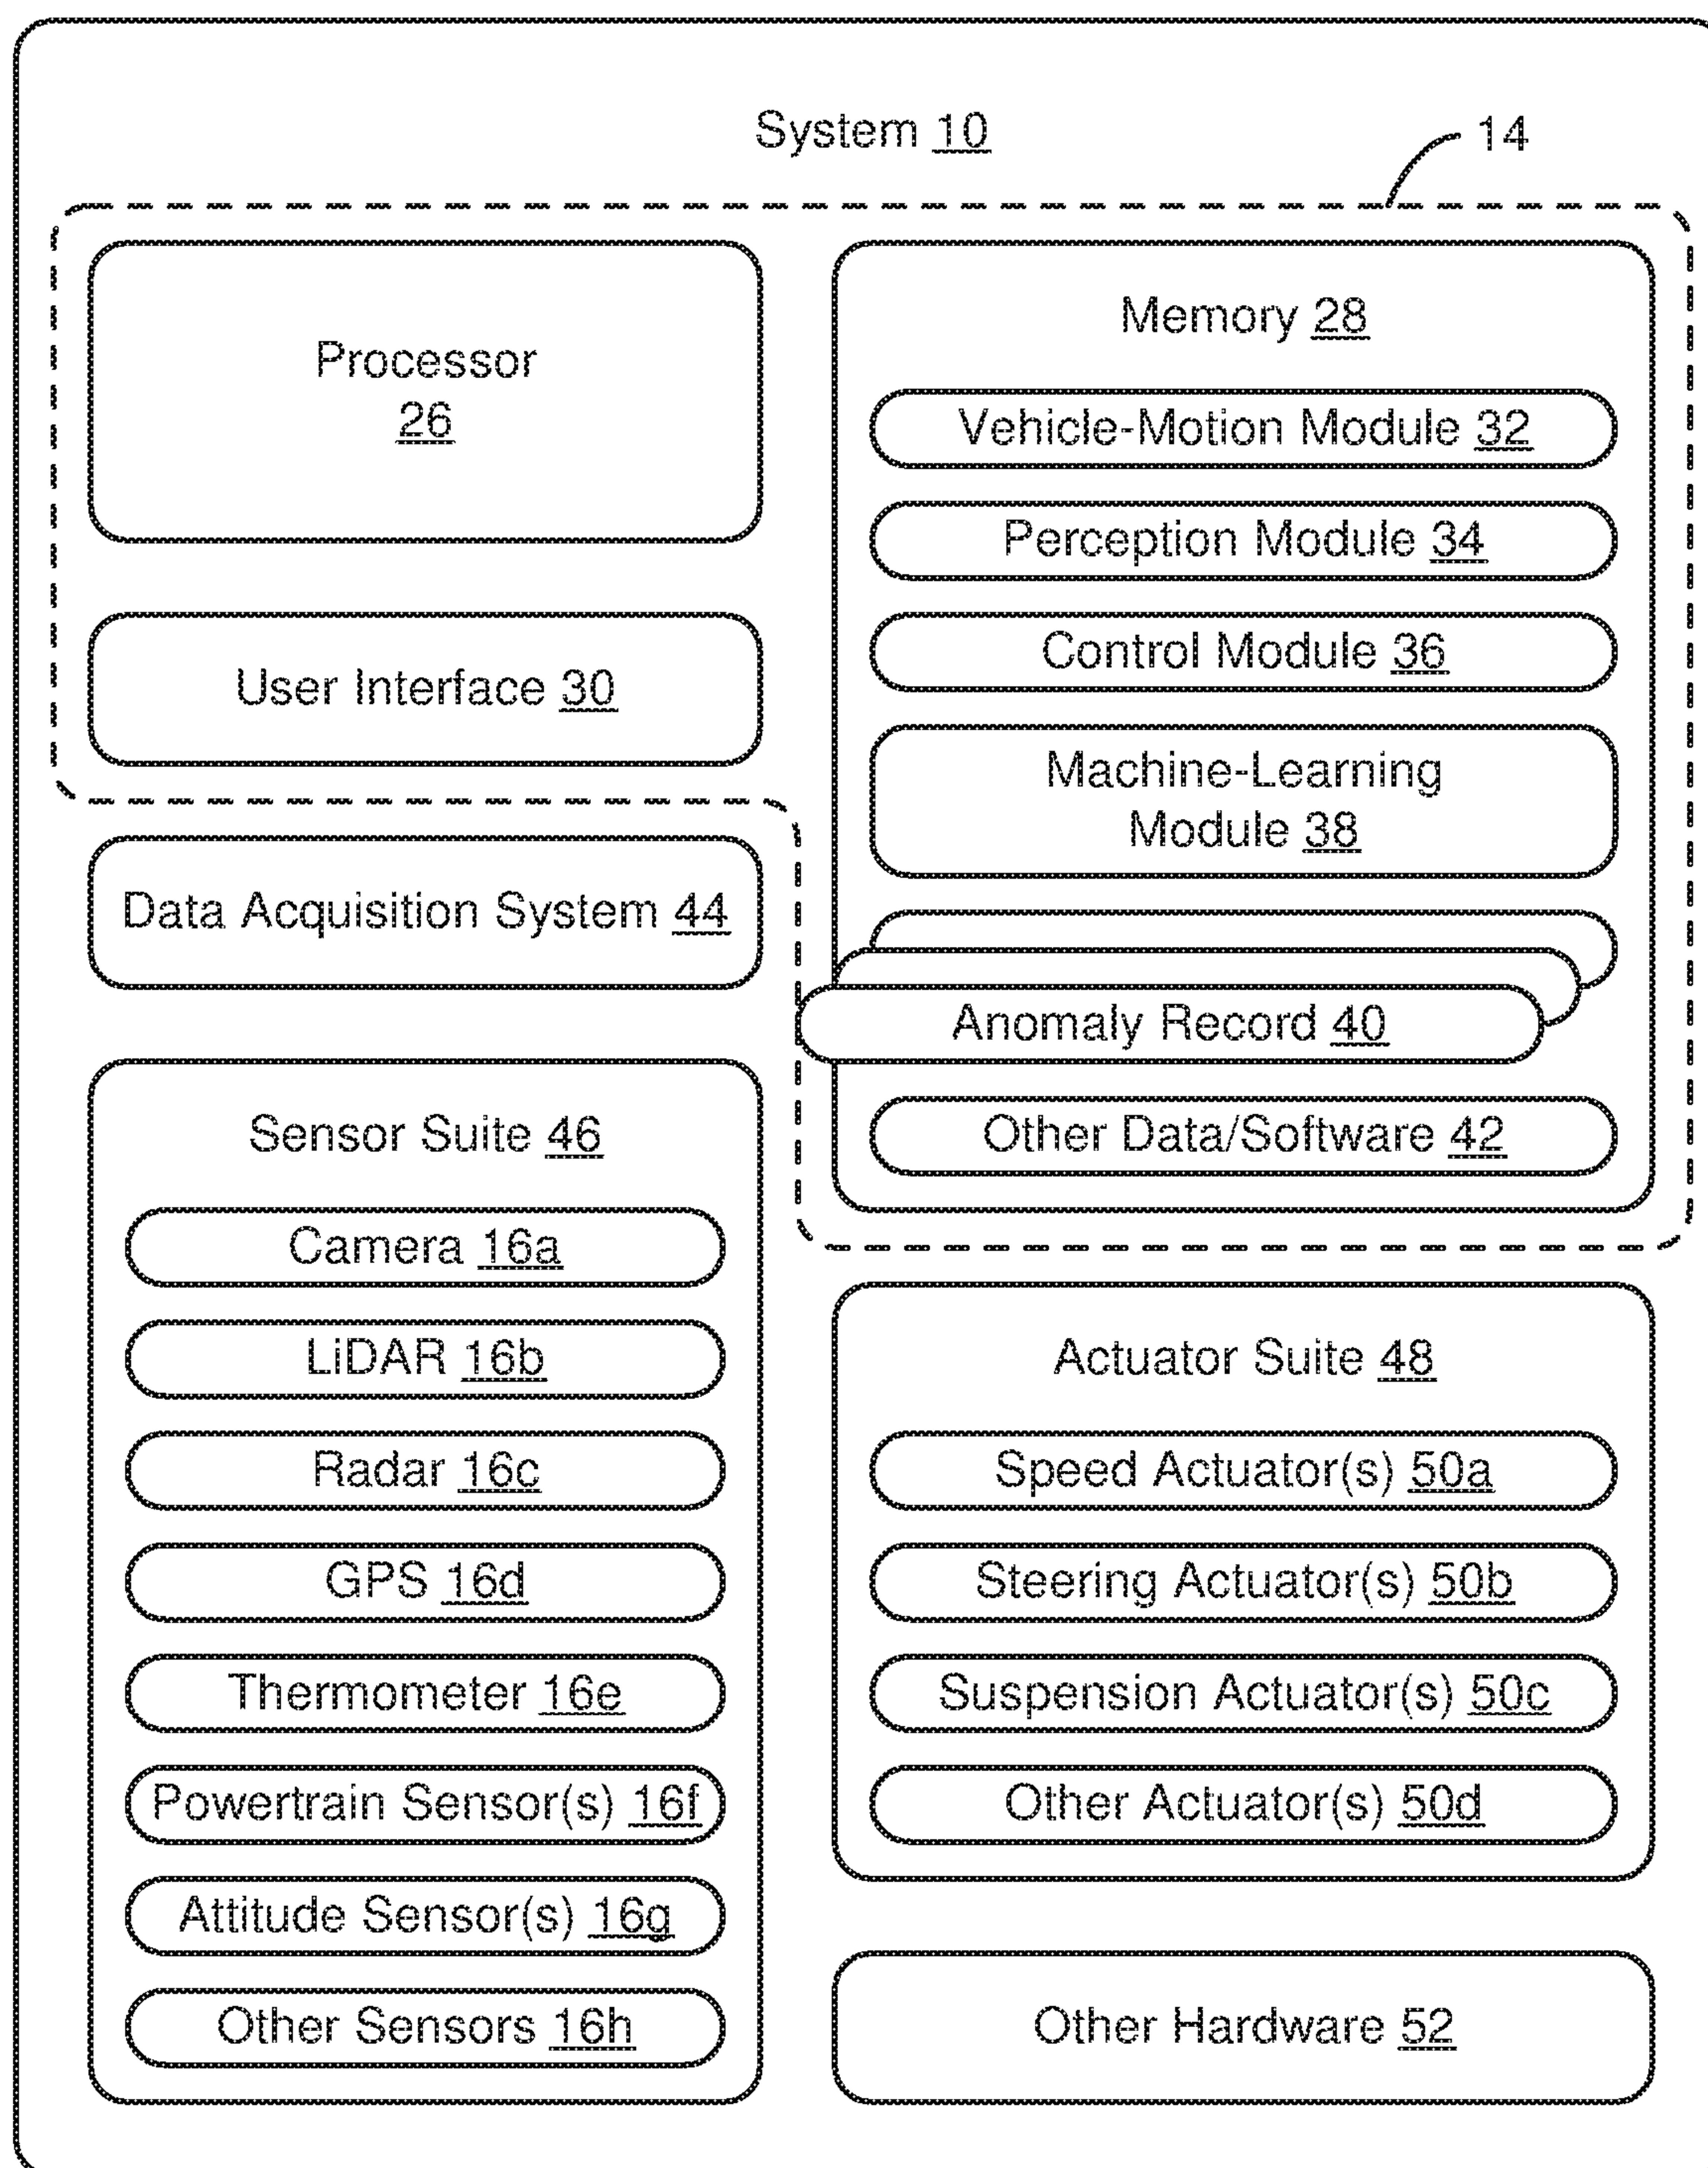 System 10
14
Processor
26
User Interface 30
Data Acquisition System 44
Sensor Suite 46
Camera 16a
LiDAR 16b
Radar 16c
GPS 16d
Thermometer 16e
Powertrain Sensor(s) 16f
Attitude Sensor(s) 16g
Other Sensors 16h
Memory 28
Vehicle-Motion Module 32
Perception Module 34
Control Module 36
Machine-Learning
Module 38
Anomaly Record 40
Other Data/Software 42
Actuator Suite 48
Speed Actuator(s) 50a
Steering Actuator(s) 50b
Suspension Actuator(s) 50c
Other Actuator(s) 50d
Other Hardware 52